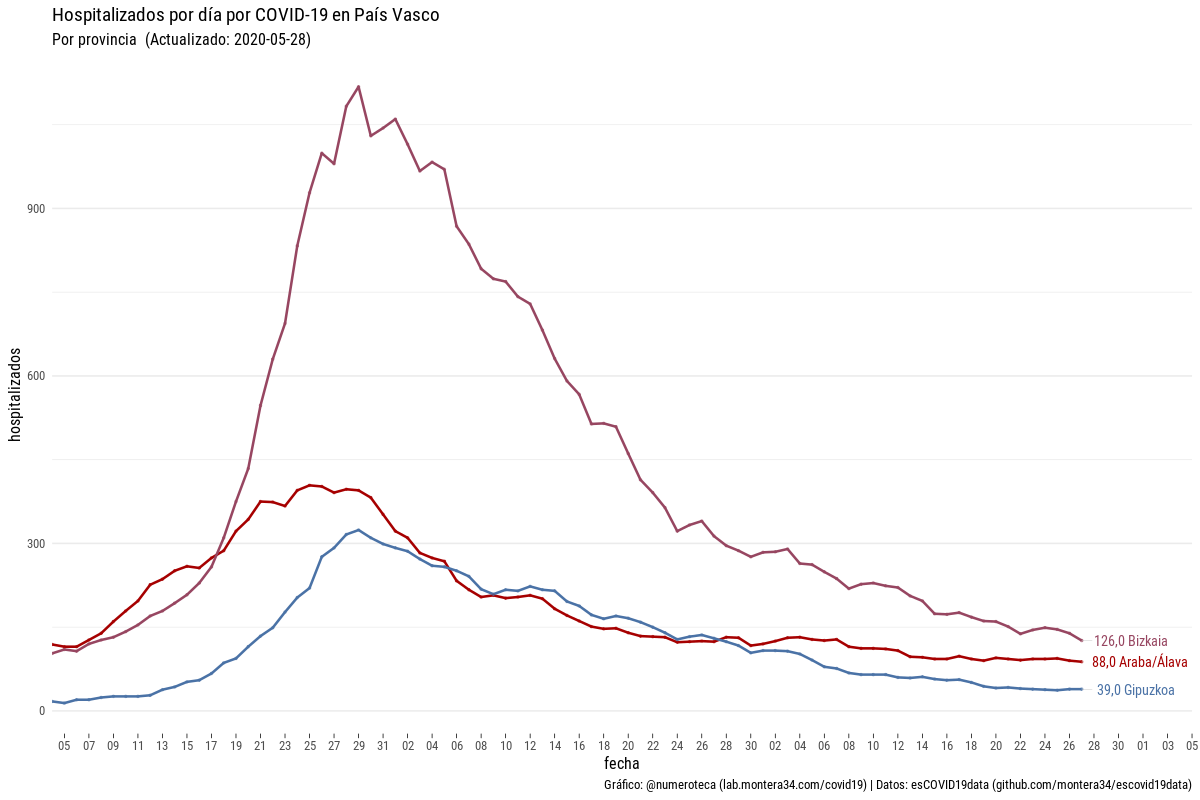 Hospitalizados por día por COVID-19 en País Vasco
Por provincia (Actualizado: 2020-05-28)
hospitalizados
900
600
300
0
126,0 Bizkaia
88,0 Araba/Álava
39,0 Gipuzkoa
05 07 09 11 13 15 17 19 21 23 25 27 29 31 02 04 06 08 10 12 14 16 18 20 22 24 26 28 30 02 04 06 08 10 12 14 16 18 20 22 24 26 28 30 01 03 05
fecha
Gráfico: @numeroteca (lab.montera34.com/covid19) | Datos: esCOVID19data (github.com/montera34/escovid19data)